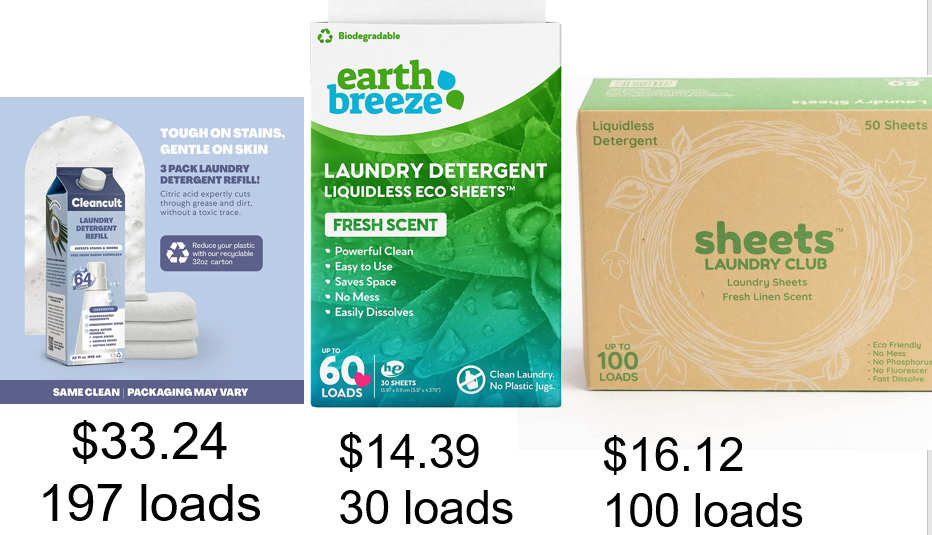 TOUGH ON STAINS.
GENTLE ON SKIN
3 PACK LAUNDRY
DETERGENT REFILL!
Citric acid expertly cuts
through grease and dirt,
without a toxic trace.
Cleancult
LAUNDRY
DETERGENT
REFILL
64
Reduce your plastic
with our recyclable
32oz carton
SAME CLEAN | PACKAGING MAY VARY
$33.24
197 loads
Biodegradable
earth
breeze
LAUNDRY DETERGENT
LIQUIDLESS ECO SHEETS™
FRESH SCENT
• Powerful Clean
• Easy to Use
• Saves Space
• No Mess
• Easily Dissolves
UP TO
60
LOADS
he
30 SHEETS
Clean Laundry.
No Plastic Jugs.
$14.39
30 loads
Laundry Sheets
50
Liquidless
Detergent
50 Sheets
sheets™
LAUNDRY CLUB
Laundry Sheets
Fresh Linen Scent
UP TO
100
LOADS
- Eco Friendly
- No Mess
- No Phosphorus
- No Fluorescer
- Fast Dissolve
$16.12
100 loads